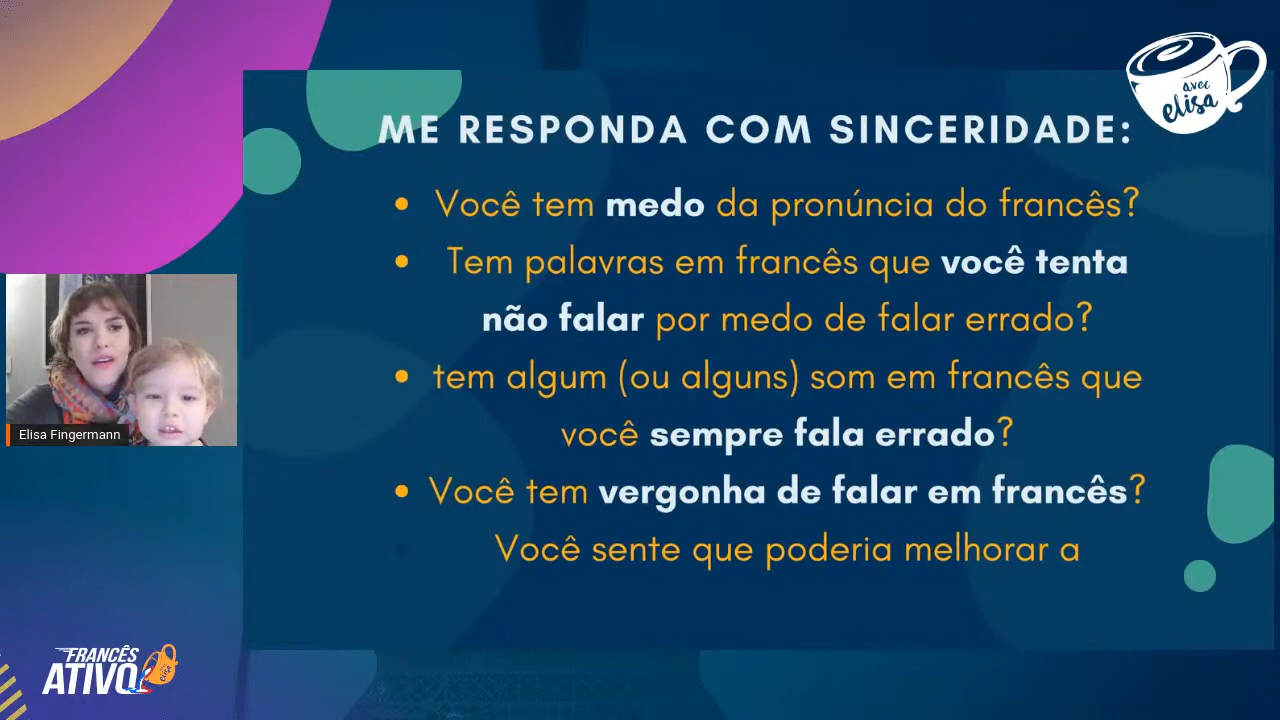 avec
elisa
ME RESPONDA COM SINCERIDADE:
• Você tem medo da pronúncia do francês?
• Tem palavras em francês que você tenta
não falar por medo de falar errado?
• tem algum (ou alguns) som em francês que
você sempre fala errado?
• Você tem vergonha de falar em francês?
Você sente que poderia melhorar a
Elisa Fingermann
FRANCÊS
ATIVO
elisa